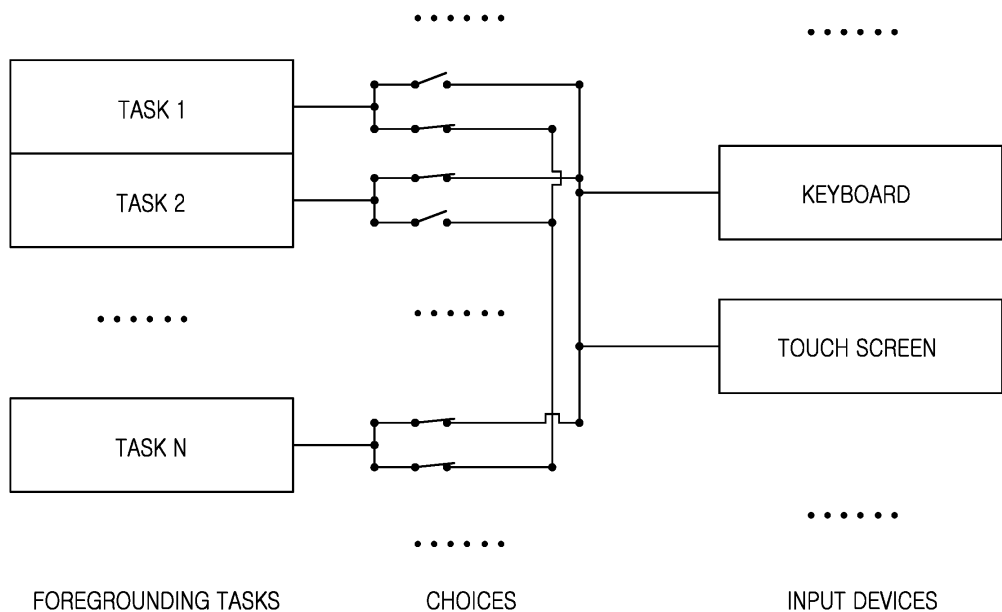 TASK 1
TASK 2
KEYBOARD
TOUCH SCREEN
TASK N
FOREGROUNDING TASKS
CHOICES
INPUT DEVICES